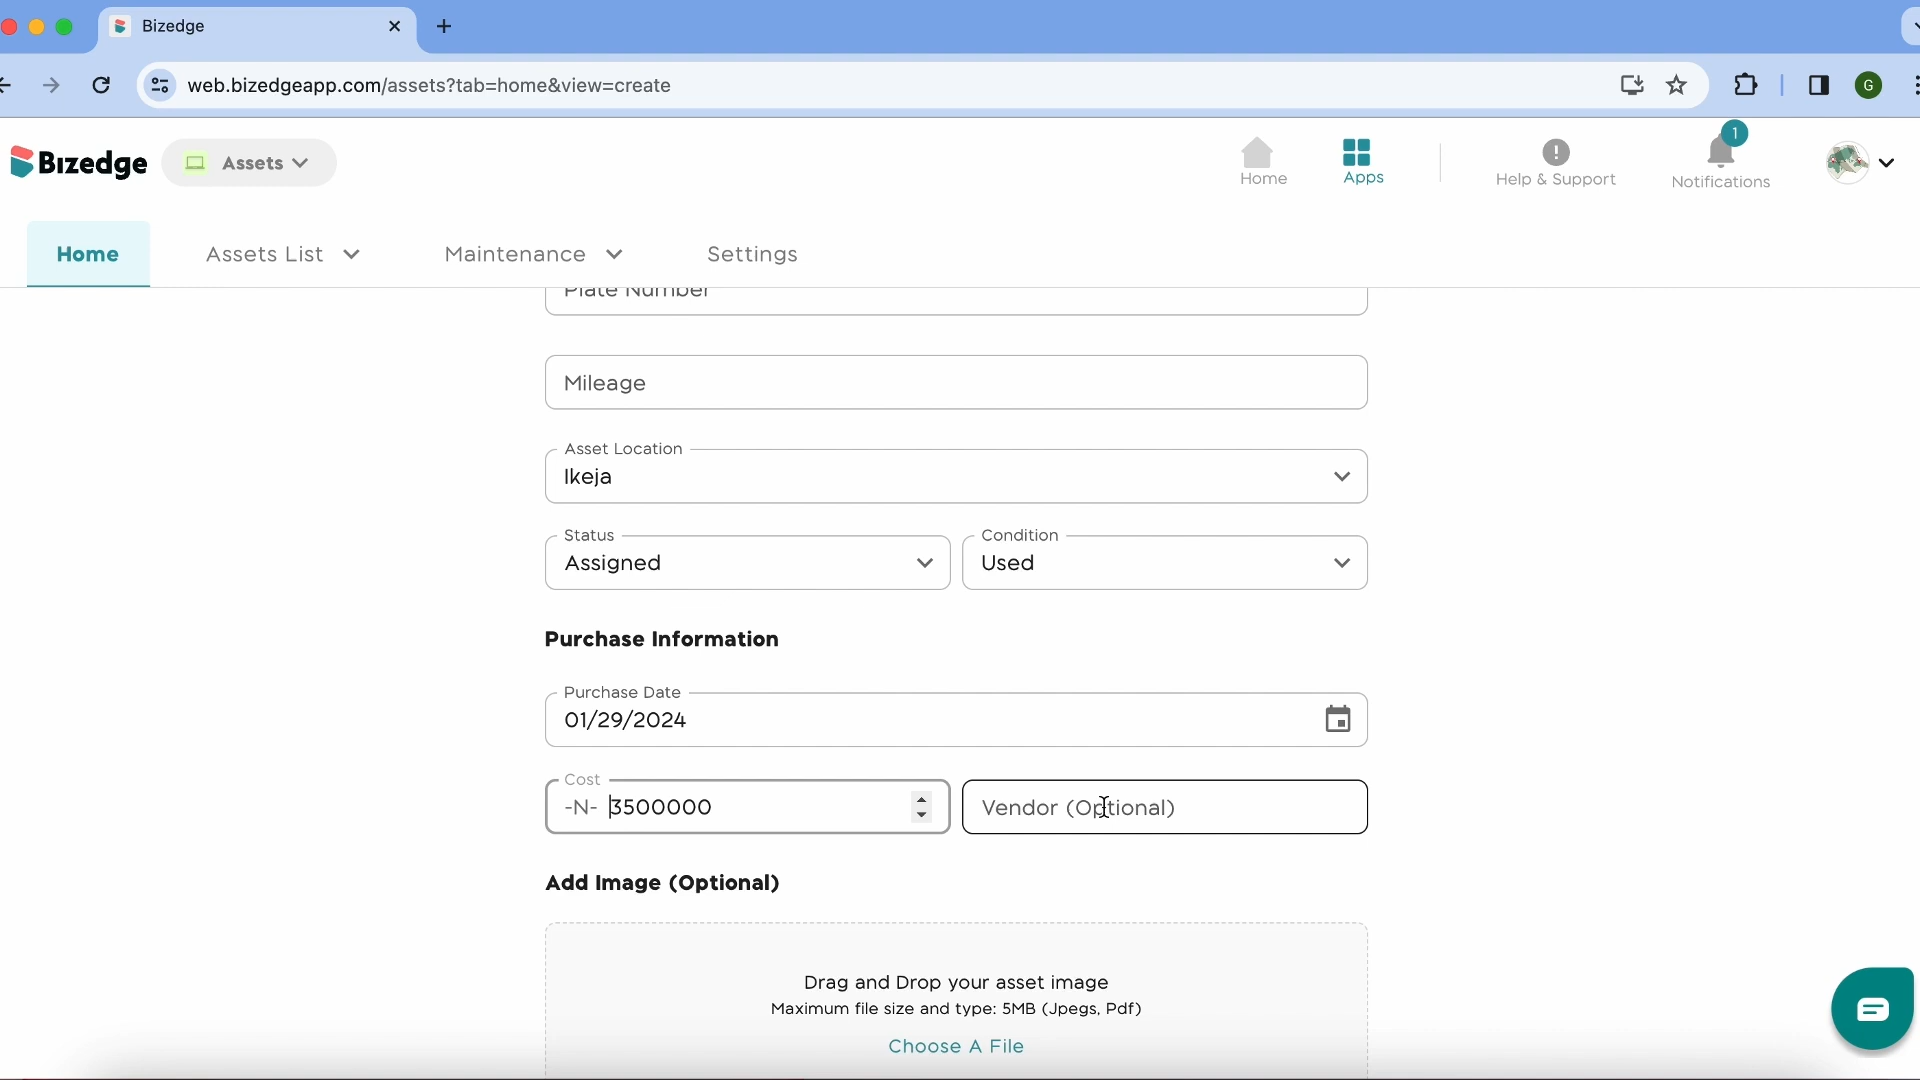 Bizedge
web.bizedgeapp.com/assets?tab=home&view=create
G
Bizedge
Assets
Home
Apps
Help & Support
1
Notifications
Home
Assets List
Maintenance
Settings
Plate Number
Mileage
Asset Location
Ikeja
Status
Assigned
Condition
Used
Purchase Information
Purchase Date
01/29/2024
Cost
-N- 3500000
Vendor (Optional)
Add Image (Optional)
Drag and Drop your asset image
Maximum file size and type: 5MB (Jpegs, Pdf)
Choose A File